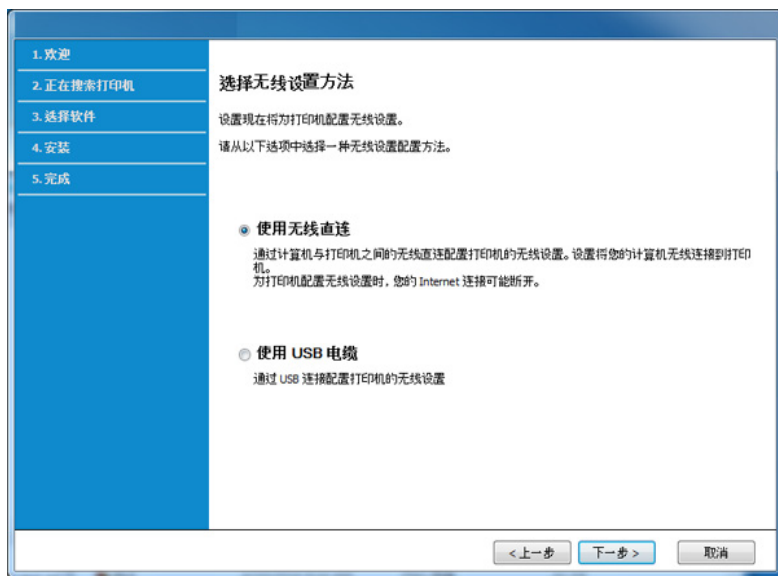 1. 欢迎
2. 正在搜索打印机
3. 选择软件
4. 安装
5. 完成
选择无线设置方法
设置现在将为打印机配置无线设置。
请从以下选项中选择一种无线设置配置方法。
使用无线直连
通过计算机与打印机之间的无线直连配置打印机的无线设置。设置将您的计算机无线连接到打印
机。
为打印机配置无线设置时，您的 Internet 连接可能断开。
使用 USB 电缆
通过 USB 连接配置打印机的无线设置
<上一步 下一步> 取消